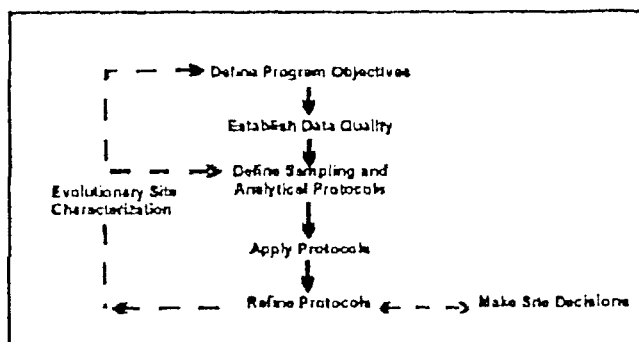 Define Program Objectives
Establish Data Quality
Define Sampling and
Analytical Protocols
Evolutionary Site
Characterization
Apply Protocols
Refine Protocols
Make Site Decisions